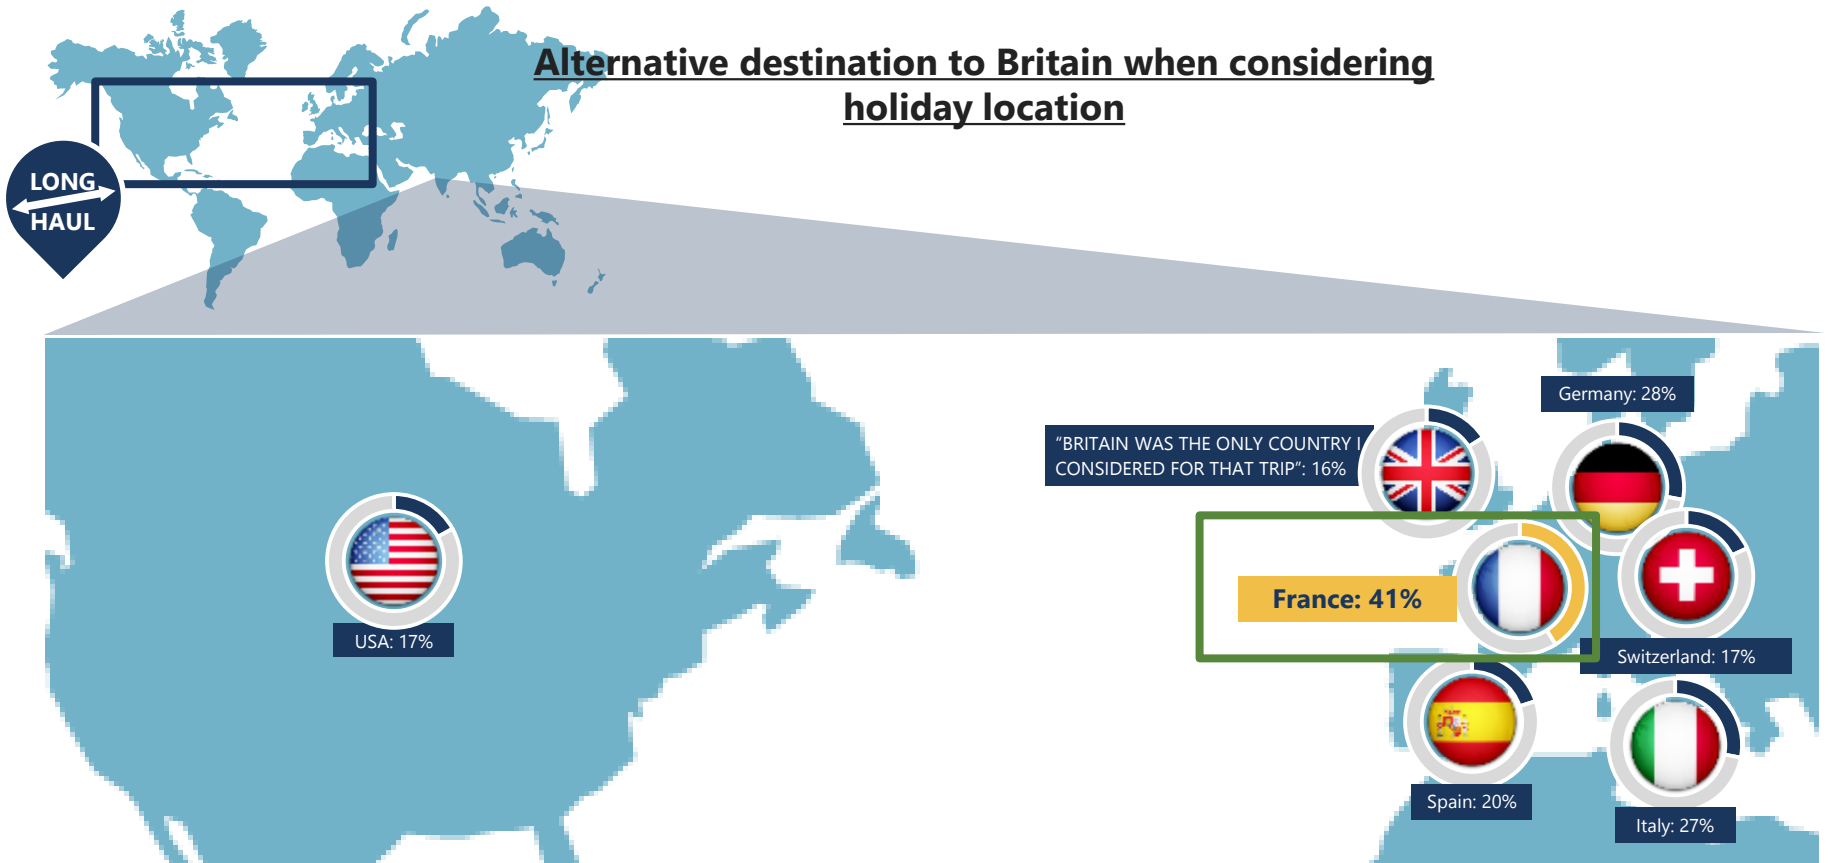 Alternative destination to Britain when considering
holiday location
LONG
HAUL
Germany: 28%
"BRITAIN WAS THE ONLY COUNTRY I
CONSIDERED FOR THAT TRIP”: 16%
France: 41%
USA: 17%
Switzerland: 17%
Spain: 20%
Italy: 27%